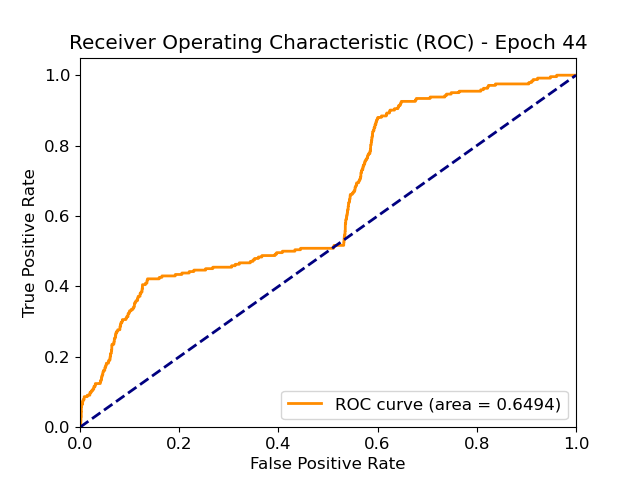 Receiver Operating Characteristic (ROC) - Epoch 44
True Positive Rate
1.0
0.8
0.6
0.4
0.2
0.0
ROC curve (area = 0.6494)
0.0 0.2 0.4 0.6 0.8 1.0
False Positive Rate